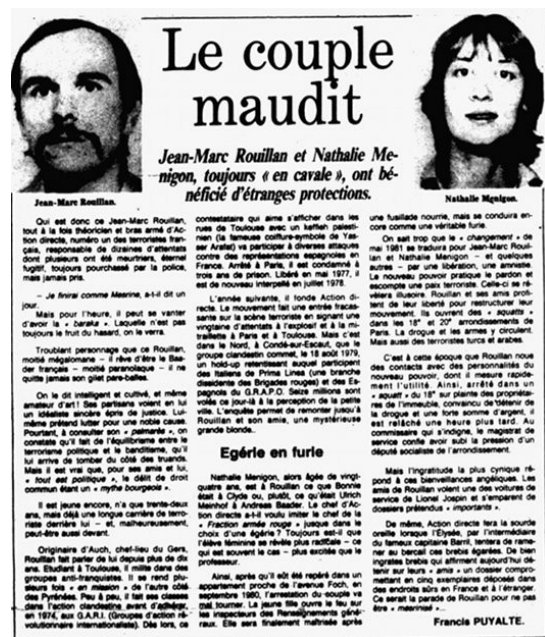 Le couple
maudit
Jean-Marc Rouillan et Nathalie Me-
nigon, toujours « en cavale », ont bé-
néficié d'étranges protections.
Jean-Marc Rouillan.
Nathalie Menigon.
Qui est donc ce Jean-Marc Rouillan,
tout à la fois théoricien et bras armé d'Ac-
tion directe, numéro un des terroristes fran-
çais, responsable de dizaines d'attentats
dont plusieurs ont été meurtriers, éternel
fugitif, toujours pourchassé par la police,
mais jamais pris.
– Je finirai comme Mesrine, a-t-il dit un
jour.
Mais pour l'heure, il peut se vanter
d'avoir la « baraka ». Laquelle n'est pas
toujours le fruit du hasard, on le verra.
Troublant personnage que ce Rouillan,
moitié mégalomane – il rêve d'être le Baa-
der français – moitié paranoïaque – il ne
quitte jamais son gilet pare-balles.
On le dit intelligent et cultivé, et même
amateur d'art ! Ses partisans voient en lui
un idéaliste sincère épris de justice. Lui-
même prétend lutter pour une noble cause.
Pourtant, à consulter son « palmarès », on
constate qu'il fait de l'équilibrisme entre le
terrorisme politique et le banditisme, qu'il
lui arrive de tomber du côté des truands.
Mais il est vrai que, pour ses amis et lui,
« tout est politique », le délit de droit
commun étant un « mythe bourgeois ».
Il est jeune encore, n'a que trente-deux
ans, mais déjà une longue carrière de terro-
riste derrière lui – et, malheureusement,
peut-être aussi devant.
Originaire d'Auch, chef-lieu du Gers,
Rouillan fait parler de lui depuis plus de dix
ans. Etudiant à Toulouse, il milite dans des
groupes anti-franquistes. Il se rend plu-
sieurs fois « en mission » de l'autre côté
des Pyrénées. Peu à peu, il fait ses classes
dans l'action clandestine avant d'adhérer,
en 1974, aux G.A.R.I. (Groupes d'action ré-
volutionnaire internationaliste). Dès lors, ce
contestataire qui aime s'afficher dans les
rues de Toulouse avec un keffieh palesti-
nien (la fameuse coiffure-symbole de Yas-
ser Arafat) va participer à diverses attaques
contre des représentations espagnoles en
France. Arrêté à Paris, il est condamné à
trois ans de prison. Libéré en mai 1977, il
est de nouveau interpellé en juillet 1978.
L'année suivante, il fonde Action di-
recte. Le mouvement fait une entrée fracas-
sante sur la scène terroriste en signant une
vingtaine d'attentats à l'explosif et à la mi-
traillette à Paris et à Toulouse. Mais c'est
dans le Nord, à Condé-sur-Escaut, que le
groupe clandestin commet, le 18 août 1979,
un hold-up retentissant auquel participent
des Italiens de Prima Linea (une branche
dissidente des Brigades rouges) et des Es-
pagnols du G.R.A.P.O. Seize millions sont
volés ce jour-là à la perception de la petite
ville. L'enquête permet de remonter jusqu'à
Rouillan et son amie, une mystérieuse
grande blonde..
Egérie en furie
Nathalie Menigon, alors âgée de vingt-
quatre ans, est à Rouillan ce que Bonnie
était à Clyde ou, plutôt, ce qu'était Ulrich
Meinhof à Andreas Baader. Le chef d'Ac-
tion directe a-t-il voulu imiter le chef de la
« Fraction armée rouge » jusque dans le
choix d'une égérie ? Toujours est-il que
l'élève féminine se révèle plus radicale – ce
qui est souvent le cas – plus excitée que le
professeur.
Ainsi, après qu'il eût été repéré dans un
appartement proche de l'avenue Foch, en
septembre 1980, l'arrestation du couple va
mal tourner. La jeune fille ouvre le feu sur
les inspecteurs des Renseignements géné-
raux. Elle sera finalement maîtrisée après
une fusillade nourrie, mais se conduira en-
core comme une véritable furie.
On sait trop que le « changement » de
mai 1981 se traduira pour Jean-Marc Rouil-
lan et Nathalie Menigon – et quelques
autres – par une libération, une amnistie.
Le nouveau pouvoir pratique le pardon et
escompte une paix terroriste. Celle-ci se ré-
vélera illusoire. Rouillan et ses amis profi-
tent de leur liberté pour restructurer leur
mouvement. Ils ouvrent des « squatts »
dans les 18e et 20e arrondissements de
Paris. La drogue et les armes y circulent.
Mais aussi des terroristes turcs et arabes.
C'est à cette époque que Rouillan noue
des contacts avec des personnalités du
nouveau pouvoir, dont il mesure rapide-
ment l'utilité. Ainsi, arrêté dans un
« squatt » du 18e sur plainte des propriétai-
res de l'immeuble, convaincu de détenir de
la drogue et une forte somme d'argent, il
est relâché une heure plus tard. Au
commissaire qui s'indigne, le magistrat de
service confie avoir subi la pression d'un
député socialiste de l'arrondissement.
Mais l'ingratitude la plus cynique ré-
pond à ces bienveillances angéliques. Les
amis de Rouillan volent une des voitures de
service de Lionel Jospin et s'emparent de
dossiers prétendus « importants ».
De même, Action directe fera la sourde
oreille lorsque l'Élysée, par l'intermédiaire
du fameux capitaine Barril, tentera de rame-
ner au bercail ces brebis égarées. De bien
ingrates brebis qui affirment aujourd'hui dé-
tenir sur leurs « amis » un dossier compro-
mettant en cinq exemplaires déposés dans
des endroits sûrs en France et à l'étranger.
Ce serait la parade de Rouillan pour ne pas
être « mesrinisé »...
Francis PUYALTE.